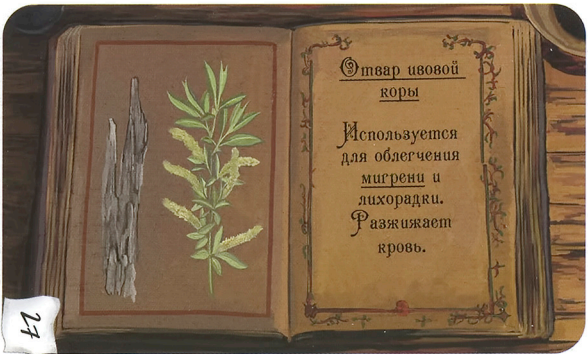 Отвар ивовой
коры
Используется
для облегчения
мигрени и
лихорадки.
Разжижает
кровь.
27